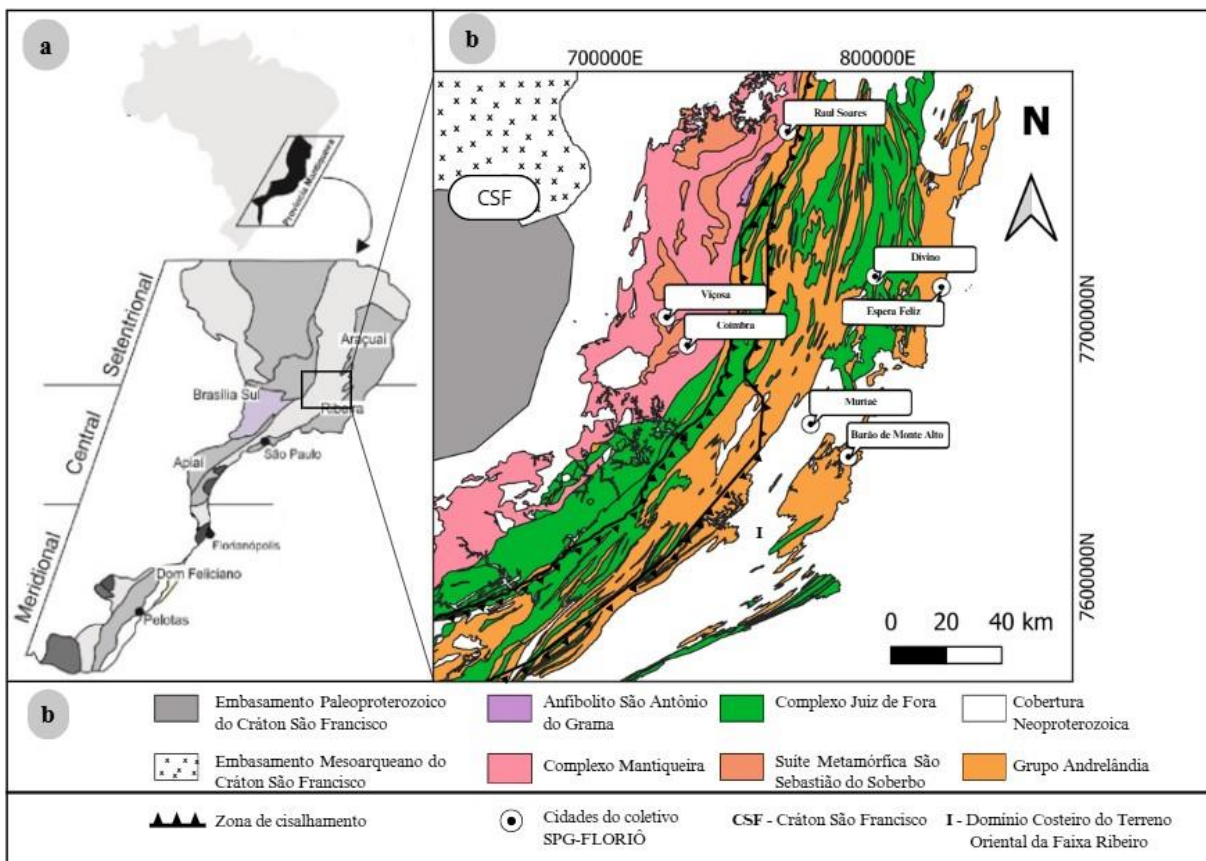 a
Província Mantiqueira
Setentrional
Central
Meridional
Araçuaí
Brasília Sul
Ribeira
São Paulo
Apiaí
Florianópolis
Dom Feliciano
Pelotas
b
700000E
800000E
N
7700000N
7600000N
CSF
Raul Soares
Divino
Espera Feliz
Viçosa
Coimbra
Muriaé
Barão de Monte Alto
I
0 20 40 km
b
Embasamento Paleoproterozoico
do Cráton São Francisco
Anfibolito São Antônio
do Grama
Complexo Juiz de Fora
Cobertura
Neoproterozoica
Embasamento Mesoarqueano do
Cráton São Francisco
Complexo Mantiqueira
Suíte Metamórfica São
Sebastião do Soberbo
Grupo Andrelândia
Zona de cisalhamento
Cidades do coletivo
SPG-FLORIÔ
CSF - Cráton São Francisco
I - Domínio Costeiro do Terreno
Oriental da Faixa Ribeiro